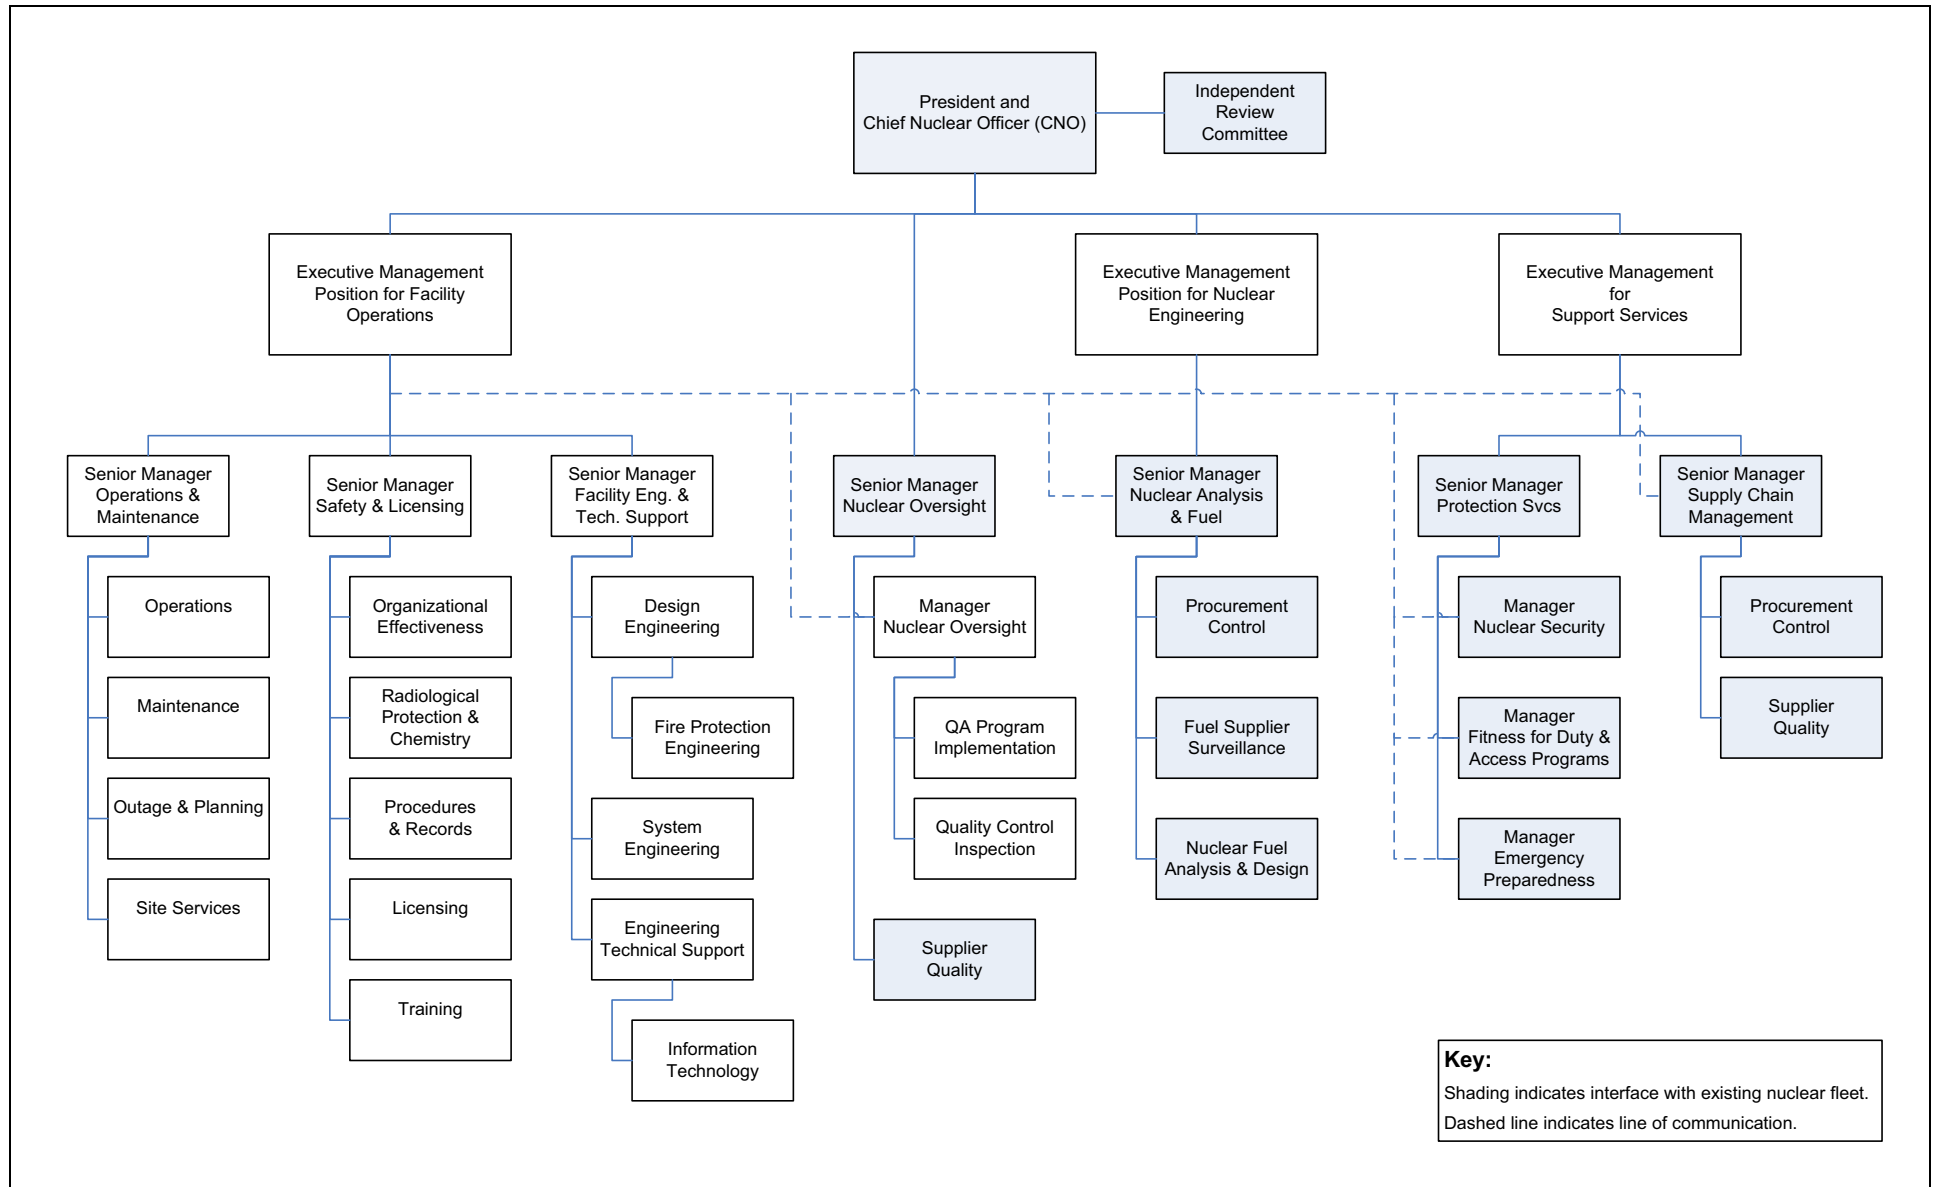 President and
Chief Nuclear Officer (CNO)
Independent
Review
Committee
Executive Management
Position for Facility
Operations
Executive Management
Position for Nuclear
Engineering
Executive Management
for
Support Services
Senior Manager
Operations &
Maintenance
Senior Manager
Safety & Licensing
Senior Manager
Facility Eng. &
Tech. Support
Senior Manager
Nuclear Oversight
Senior Manager
Nuclear Analysis
& Fuel
Senior Manager
Protection Svcs
Senior Manager
Supply Chain
Management
Operations
Maintenance
Outage & Planning
Site Services
Organizational
Effectiveness
Radiological
Protection &
Chemistry
Procedures
& Records
Licensing
Training
Design
Engineering
Fire Protection
Engineering
System
Engineering
Engineering
Technical Support
Information
Technology
Manager
Nuclear Oversight
QA Program
Implementation
Quality Control
Inspection
Supplier
Quality
Procurement
Control
Fuel Supplier
Surveillance
Nuclear Fuel
Analysis & Design
Manager
Nuclear Security
Manager
Fitness for Duty &
Access Programs
Manager
Emergency
Preparedness
Procurement
Control
Supplier
Quality
Key:
Shading indicates interface with existing nuclear fleet.
Dashed line indicates line of communication.